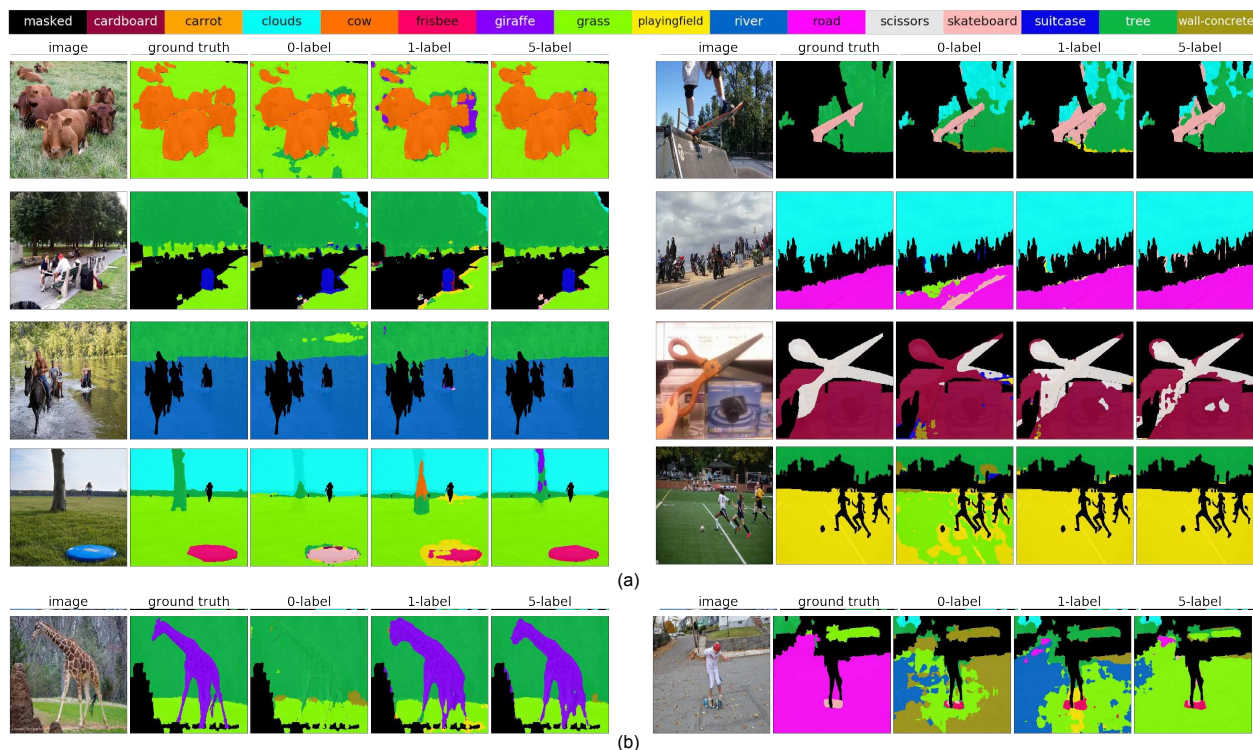 masked cardboard carrot clouds cow frisbee giraffe grass playingfield river road scissors skateboard suitcase tree wall-concrete
image ground truth 0-label 1-label 5-label image ground truth 0-label 1-label 5-label
(a)
image ground truth 0-label 1-label 5-label image ground truth 0-label 1-label 5-label
(b)